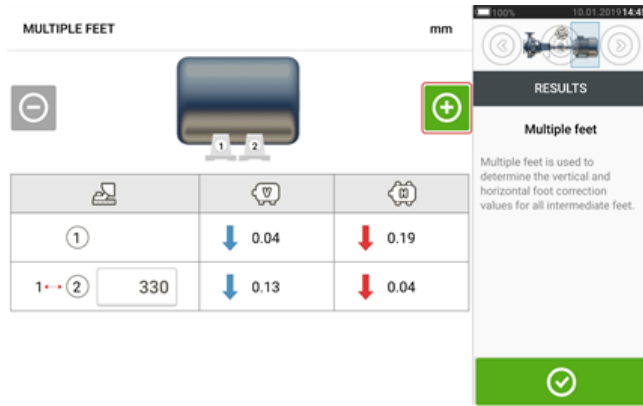 MULTIPLE FEET
mm
1
2
V
H
1
0.04
0.19
1
2
330
0.13
0.04
100%
10.01.2019 14:45
RESULTS
Multiple feet
Multiple feet is used to
determine the vertical and
horizontal foot correction
values for all intermediate feet.